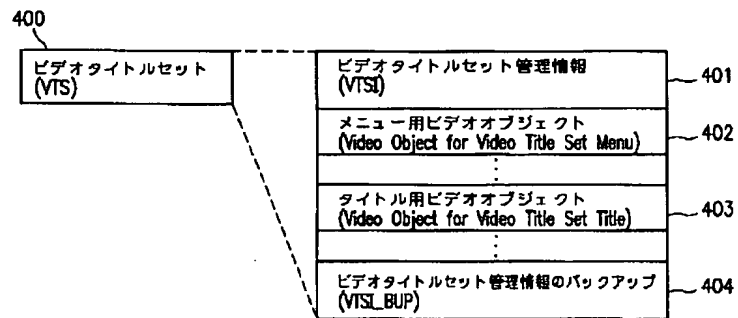 400
ビデオタイトルセット
(VTS)
ビデオタイトルセット管理情報
(VTSI)
401
メニュー用ビデオオブジェクト
(Video Object for Video Title Set Menu)
402
タイトル用ビデオオブジェクト
(Video Object for Video Title Set Title)
403
ビデオタイトルセット管理情報のバックアップ
(VTSI_BUP)
404